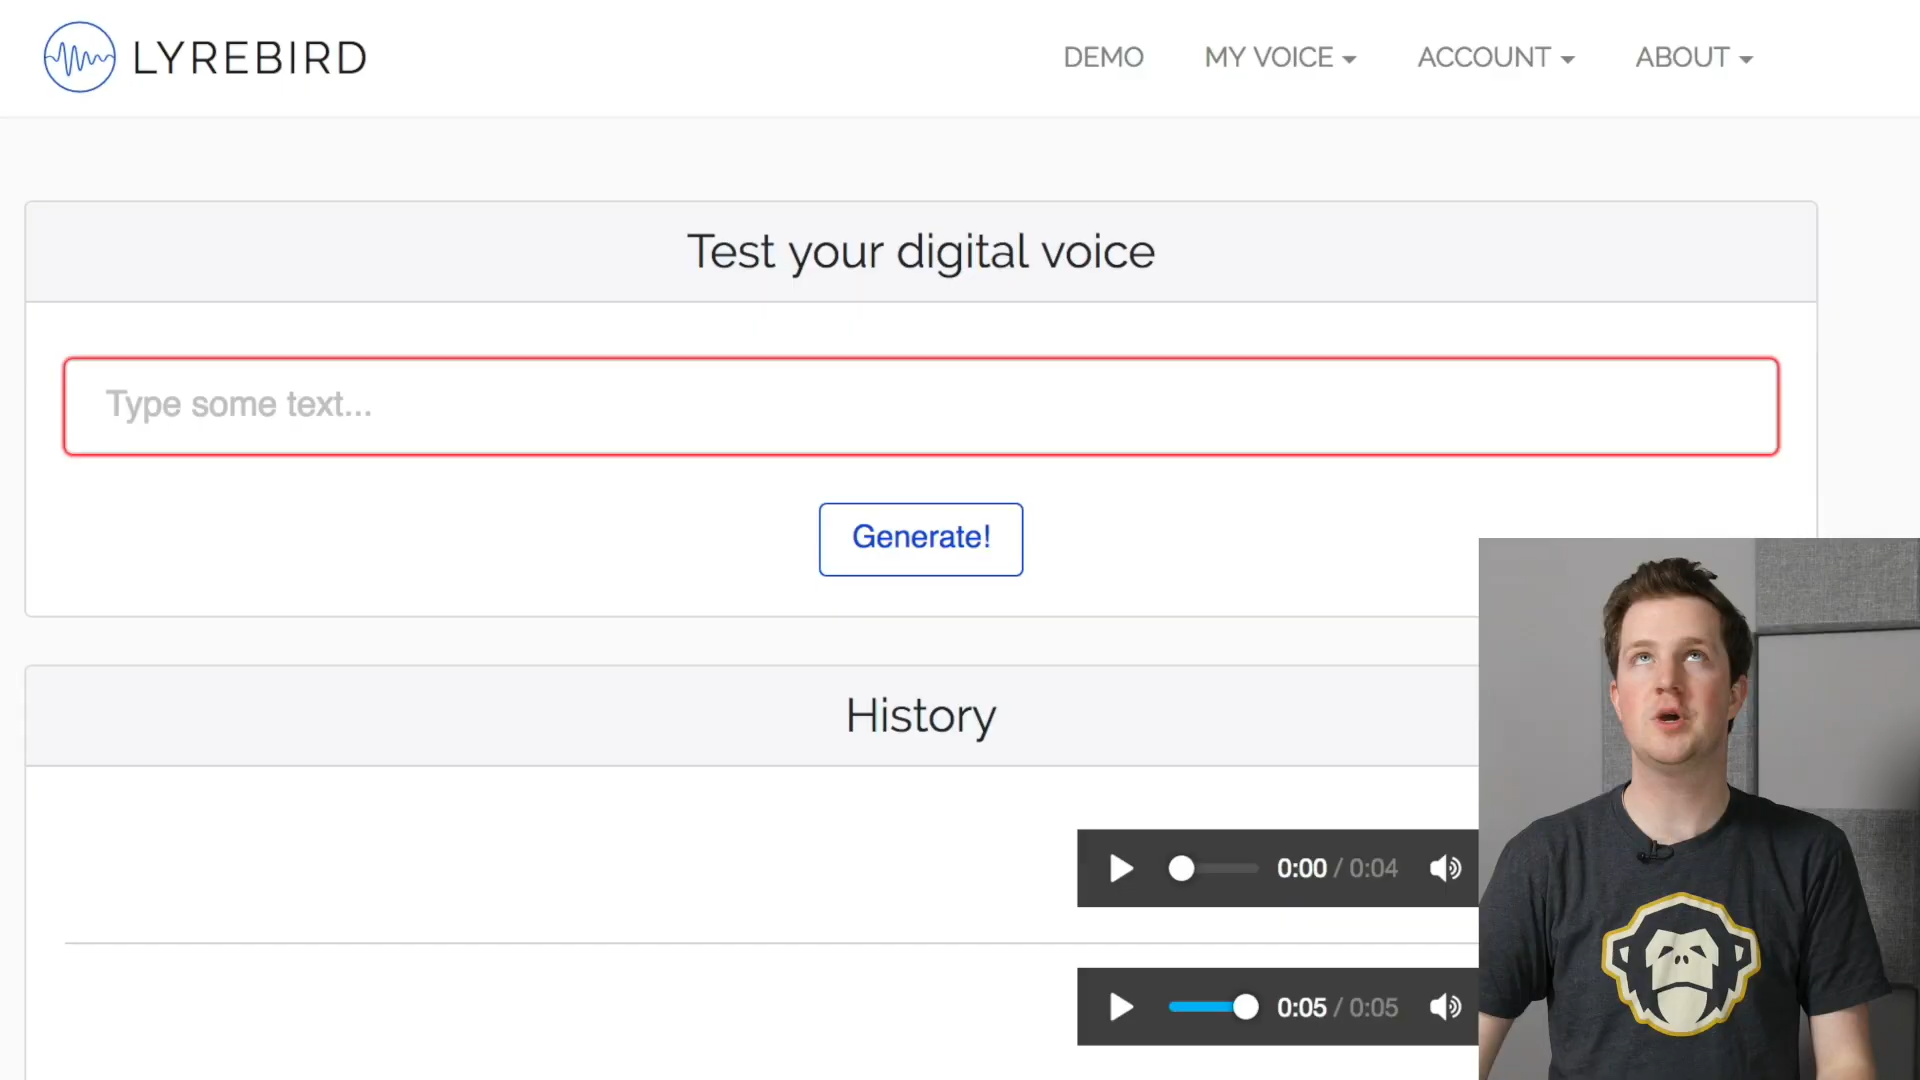 LYREBIRD
DEMO
MY VOICE
ACCOUNT
ABOUT
Test your digital voice
Type some text...
Generate!
History
0:00 / 0:04
0:05 / 0:05